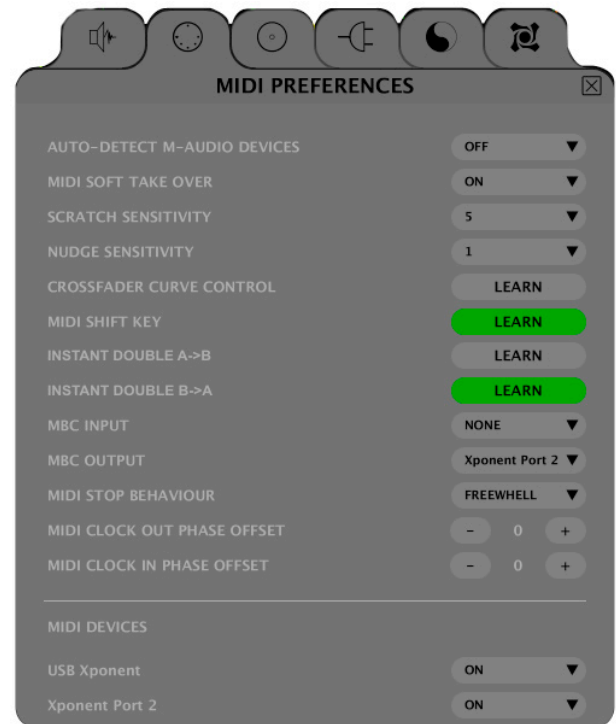 MIDI PREFERENCES
AUTO-DETECT M-AUDIO DEVICES OFF
MIDI SOFT TAKE OVER ON
SCRATCH SENSITIVITY 5
NUDGE SENSITIVITY 1
CROSSFADER CURVE CONTROL LEARN
MIDI SHIFT KEY LEARN
INSTANT DOUBLE A->B LEARN
INSTANT DOUBLE B->A LEARN
MBC INPUT NONE
MBC OUTPUT Xponent Port 2
MIDI STOP BEHAVIOUR FREEWHELL
MIDI CLOCK OUT PHASE OFFSET - 0 +
MIDI CLOCK IN PHASE OFFSET - 0 +
MIDI DEVICES
USB Xponent ON
Xponent Port 2 ON